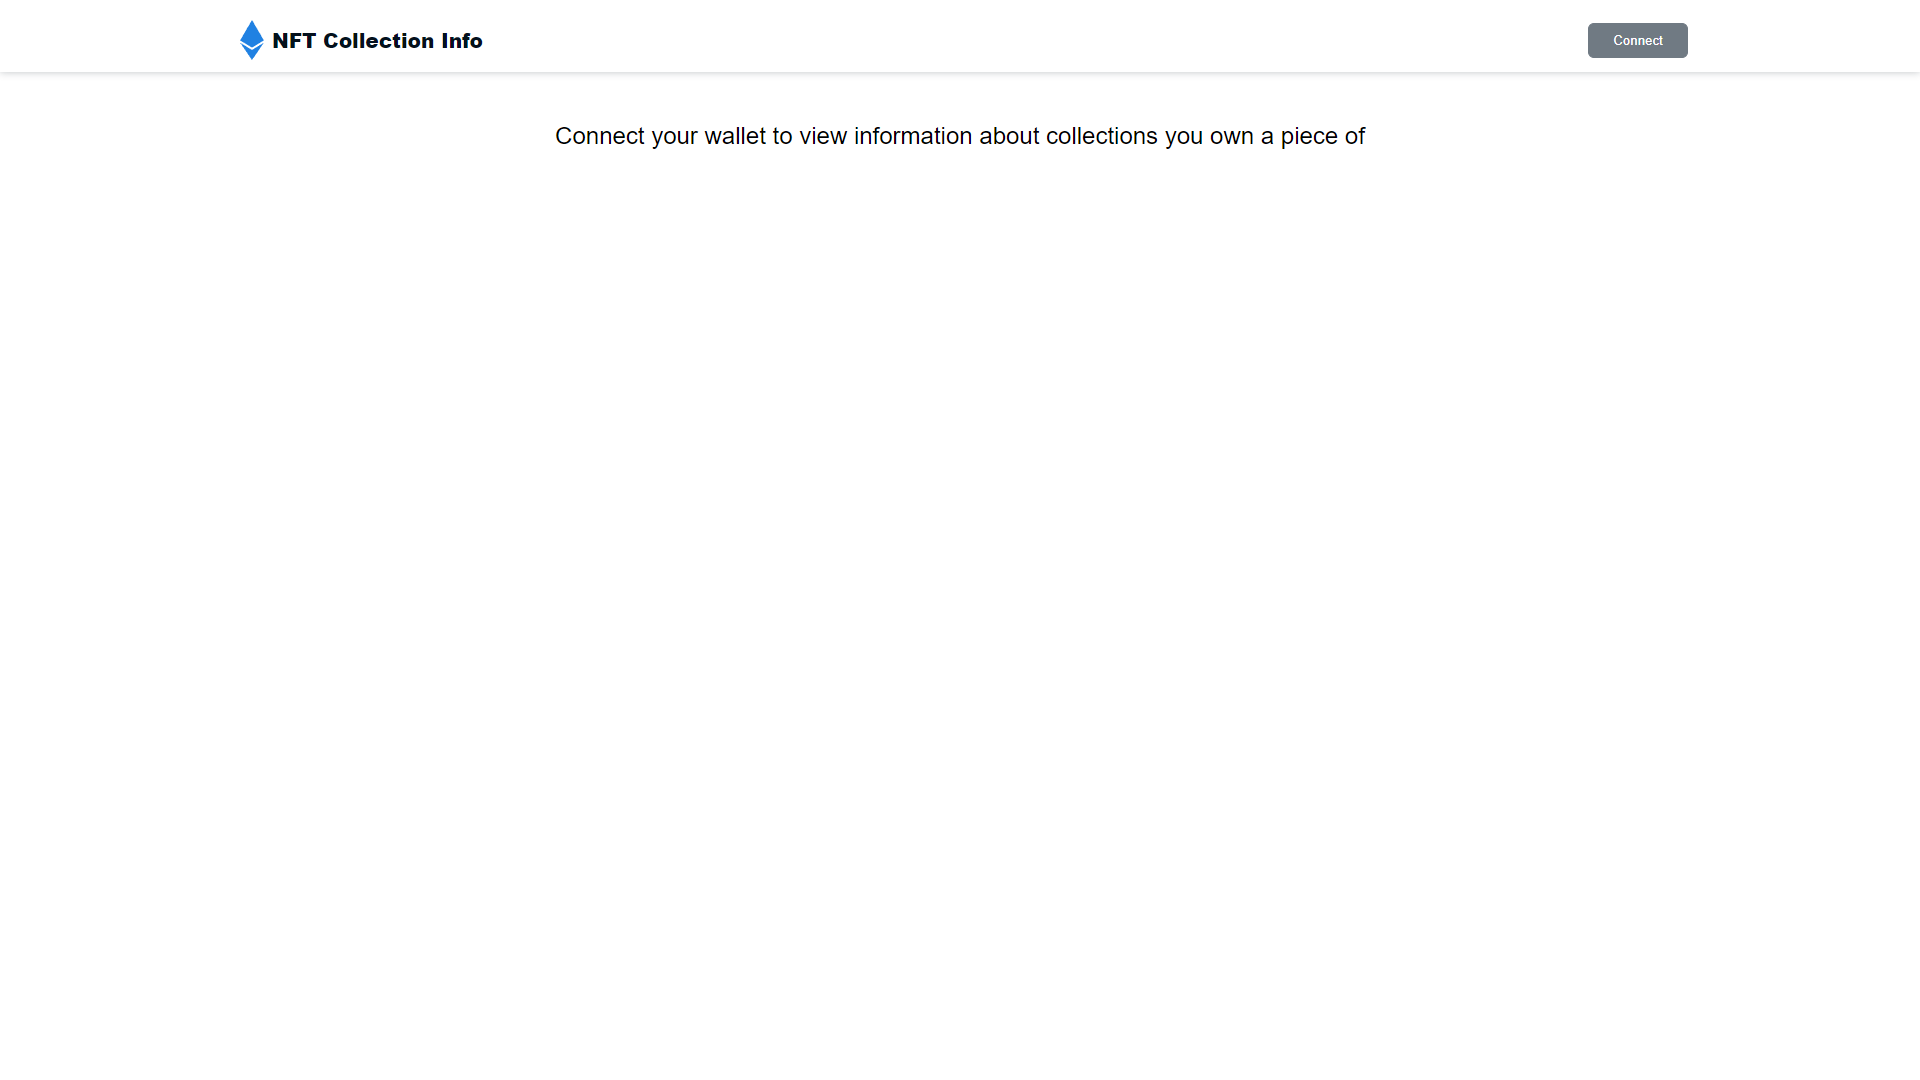 NFT Collection Info
Connect
Connect your wallet to view information about collections you own a piece of